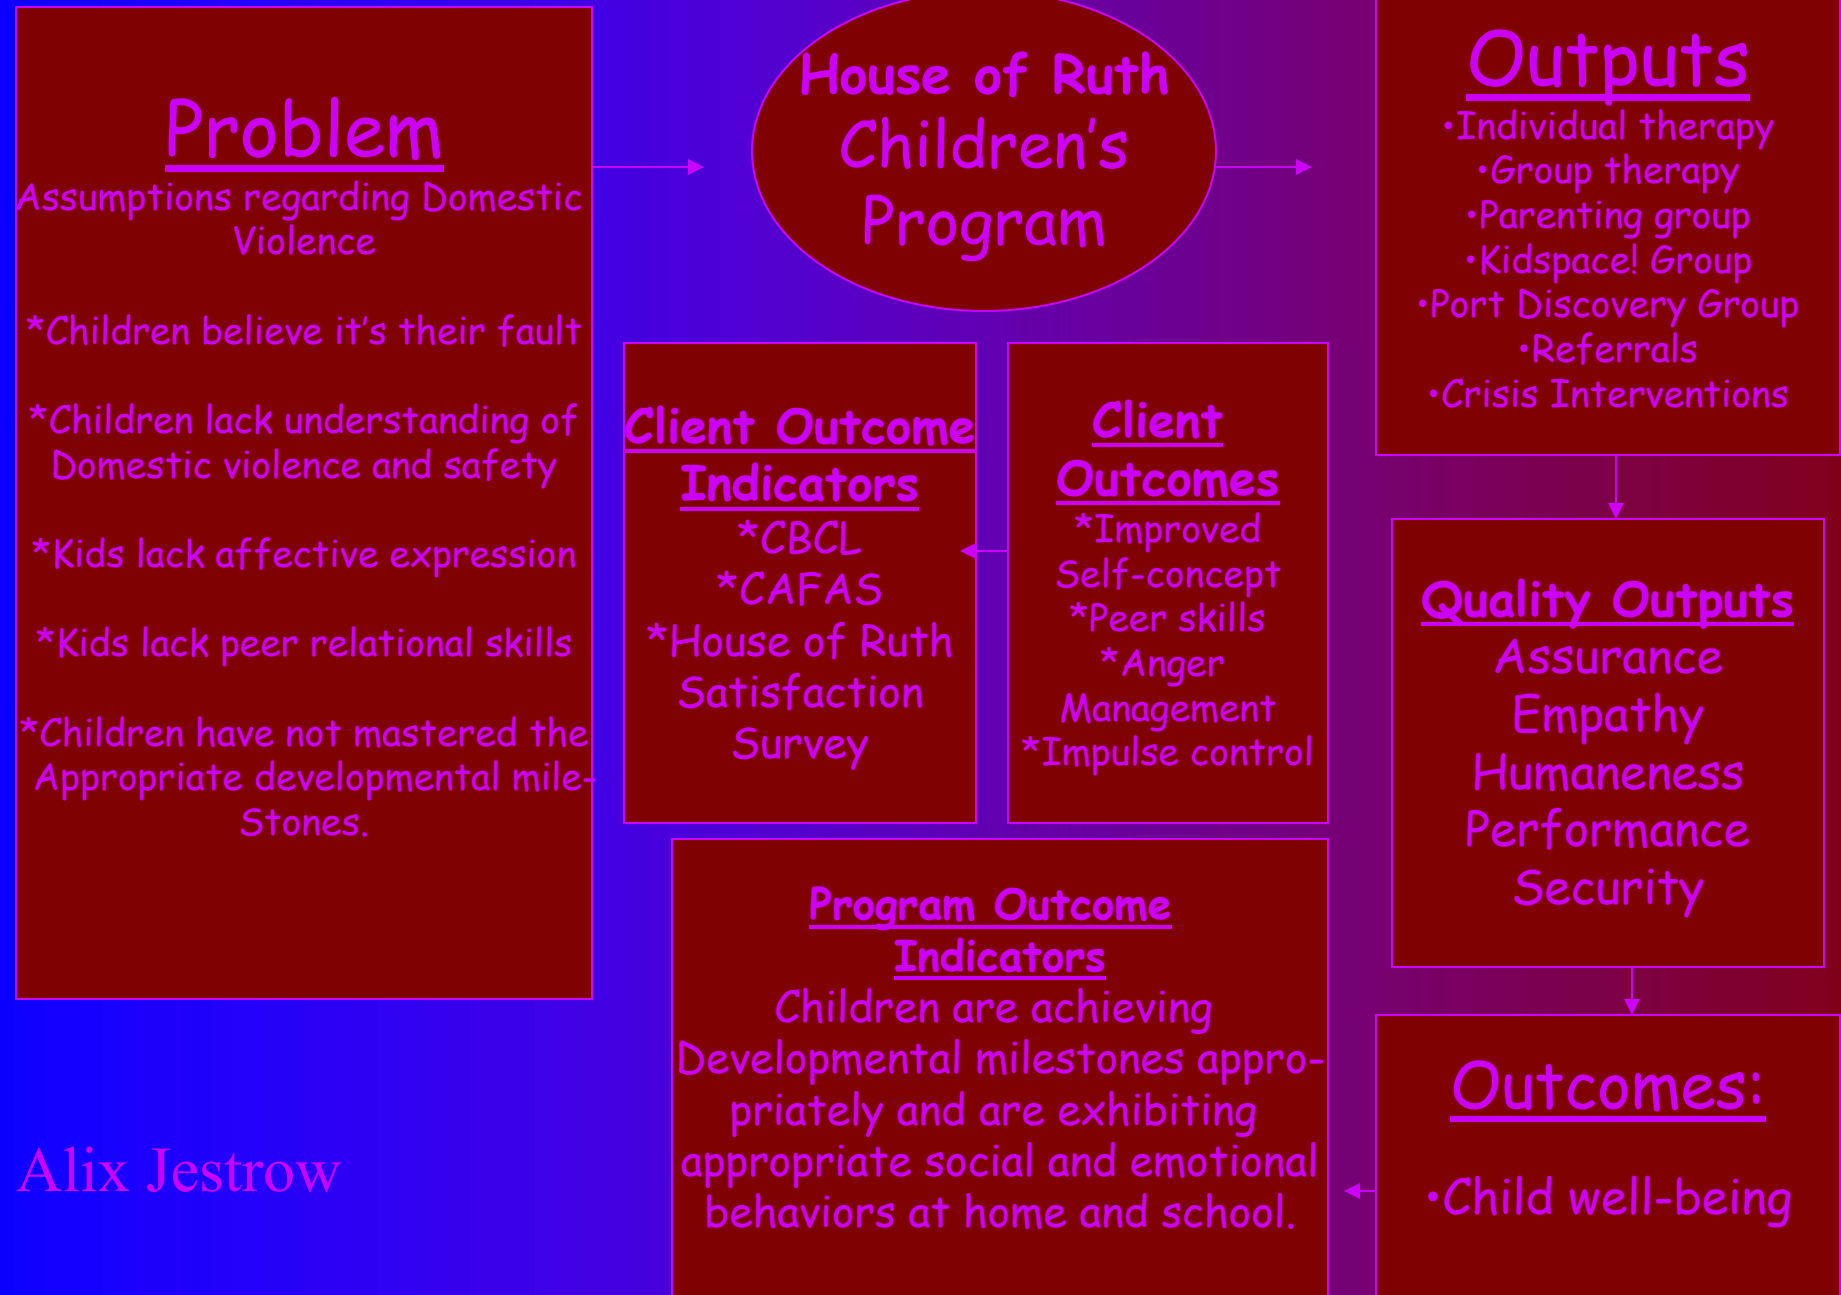 Problem
Assumptions regarding Domestic
Violence
*Children believe it's their fault
*Children lack understanding of
Domestic violence and safety
*Kids lack affective expression
*Kids lack peer relational skills
*Children have not mastered the
Appropriate developmental mile-
Stones.
House of Ruth
Children’s
Program
Outputs
•Individual therapy
•Group therapy
•Parenting group
•Kidspace! Group
•Port Discovery Group
•Referrals
•Crisis Interventions
Client Outcome
Indicators
*CBCL
*CAFAS
*House of Ruth
Satisfaction
Survey
Client
Outcomes
*Improved
Self-concept
*Peer skills
*Anger
Management
*Impulse control
Quality Outputs
Assurance
Empathy
Humaneness
Performance
Security
Program Outcome
Indicators
Children are achieving
Developmental milestones appro-
priately and are exhibiting
appropriate social and emotional
behaviors at home and school.
Outcomes:
•Child well-being
Alix Jestrow